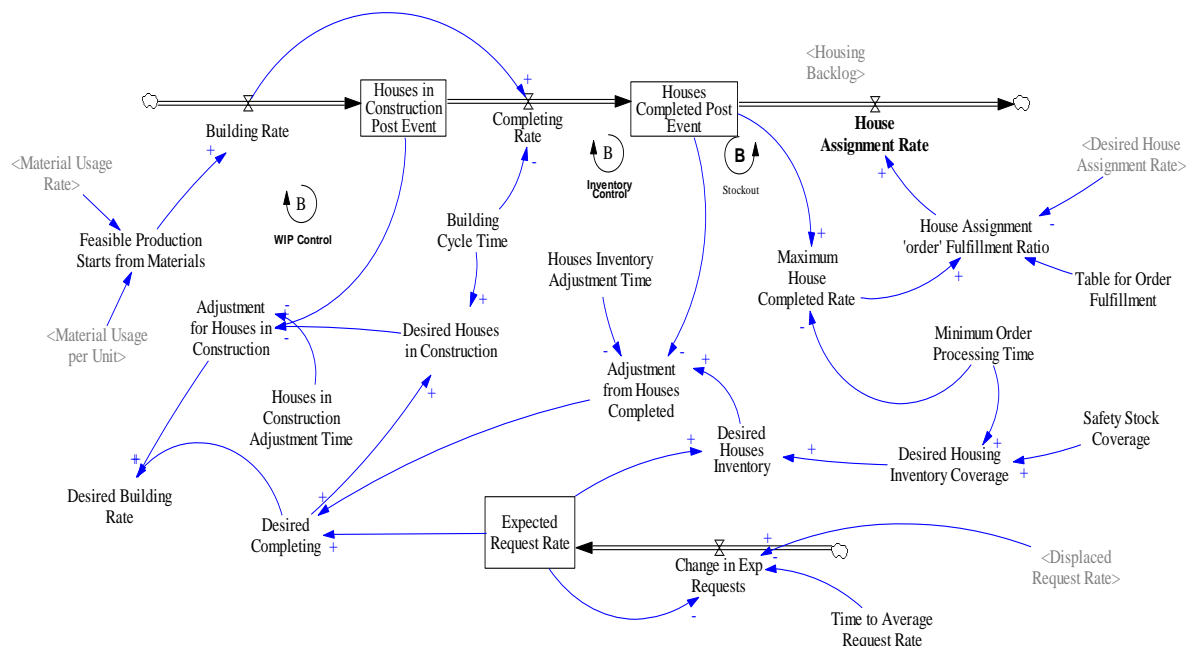 <Housing
Backlog>
Houses in
Construction
Post Event
Houses
Completed Post
Event
Building Rate
Completing
Rate
House
Assignment Rate
+
+
-
B
Inventory
Control
B
Stockout
<Material Usage
Rate>
<Desired House
Assignment Rate>
+
B
WIP Control
Building
Cycle Time
Feasible Production
Starts from Materials
+
-
House Assignment
'order' Fulfillment Ratio
+
+
Maximum
House
Completed Rate
-
Houses Inventory
Adjustment Time
Table for Order
Fulfillment
<Material Usage
per Unit>
Adjustment
for Houses in
Construction
-
+
-
+
Desired Houses
in Construction
+
Minimum Order
Processing Time
-
-
+
Adjustment
from Houses
Completed
Houses in
Construction
Adjustment Time
Safety Stock
Coverage
+
+
Desired
Houses
Inventory
+
+
Desired Housing
Inventory Coverage
+
+
Desired Building
Rate
+
Desired
Completing
+
Expected
Request Rate
+
-
Change in Exp
Requests
-
<Displaced
Request Rate>
Time to Average
Request Rate